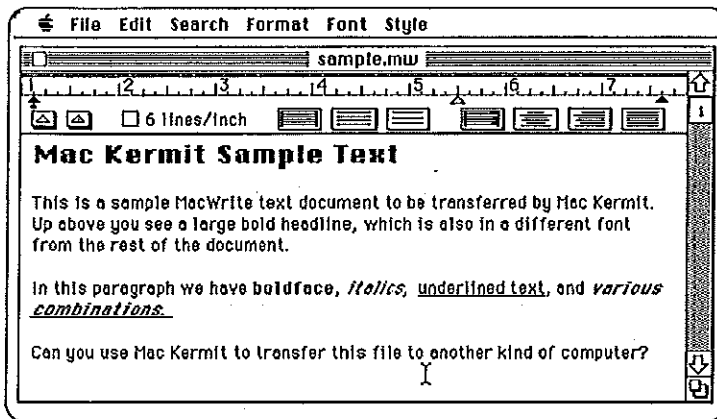 File Edit Search Format Font Style
sample.mw
1 2 3 4 5 6 7
6 lines/inch
1
Mac Kermit Sample Text
This is a sample MacWrite text document to be transferred by Mac Kermit.
Up above you see a large bold headline, which is also in a different font
from the rest of the document.
In this paragraph we have boldface, italics, underlined text, and various
combinations.
Can you use Mac Kermit to transfer this file to another kind of computer?